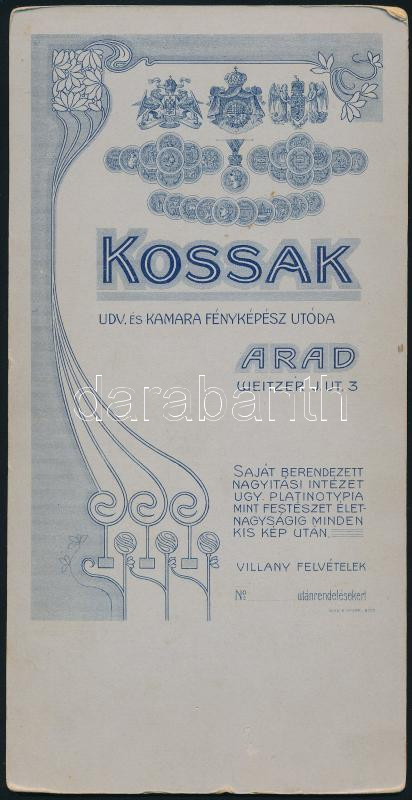 KOSSAK
UDV. ÉS KAMARA FÉNYKÉPÉSZ UTÓDA
ARAD
WEITZER J. UT, 3
darabanth
SAJÁT BERENDEZETT
NAGYITÁSI INTÉZET
UGY. PLATINOTYPIA
MINT FESTÉSZET ÉLET-
NAGYSÁGIG MINDEN
KIS KÉP UTÁN.
VILLANY FELVÉTELEK
No utánrendelésekért